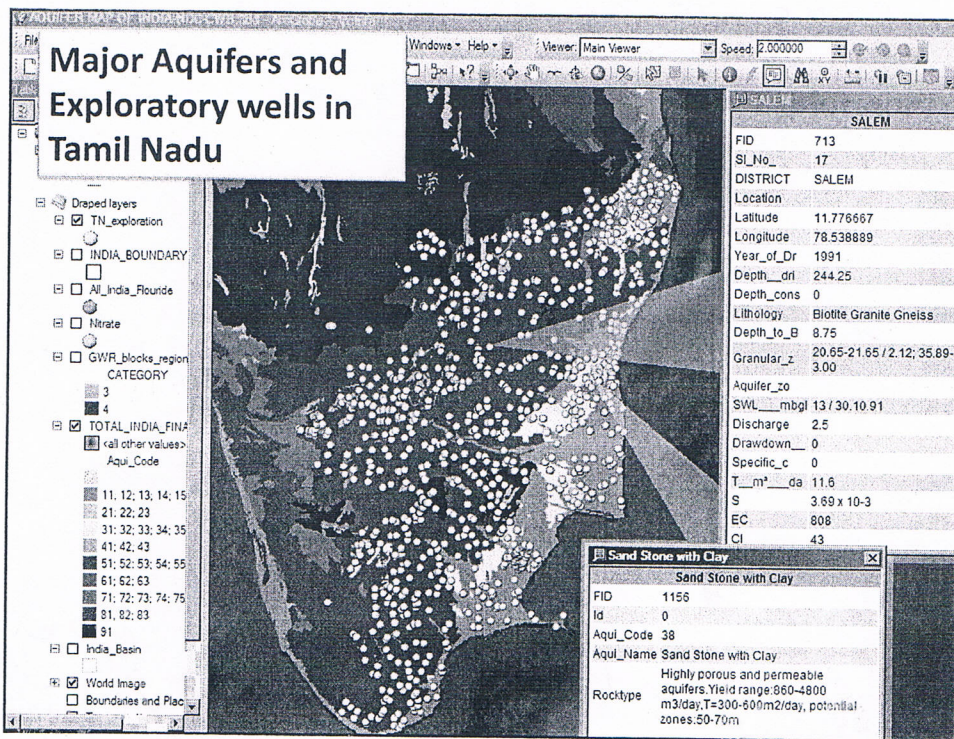 AQUIFER MAP OF INDIA-NDC CWB
Major Aquifers and
Exploratory wells in
Tamil Nadu
Windows Help
Viewer: Main Viewer
Speed: 2.000000
Draped layers
TN_exploration
INDIA_BOUNDARY
All_India_Flouride
Nitrate
GWR_blocks_region
CATEGORY
3
4
TOTAL_INDIA_FINA
<all other values>
Aqui_Code
11, 12; 13; 14; 15
21; 22; 23
31; 32; 33; 34; 35
41; 42, 43
51; 52; 53; 54; 55
61; 62; 63
71; 72; 73; 74; 75
81, 82; 83
91
India_Basin
World Image
Boundaries and Plac
SALEM
SALEM
FID 713
Sl_No_ 17
DISTRICT SALEM
Location
Latitude 11.776667
Longitude 78.538889
Year_of_Dr 1991
Depth__dri 244.25
Depth_cons 0
Lithology Biotite Granite Gneiss
Depth_to_B 8.75
Granular_z 20.65-21.65 / 2.12; 35.89-
3.00
Aquifer_zo
SWL___mbgl 13 / 30.10.91
Discharge 2.5
Drawdown__ 0
Specific_c 0
T__m³___da 11.6
S 3.69 x 10-3
EC 808
Cl 43
Sand Stone with Clay
Sand Stone with Clay
FID 1156
Id 0
Aqui_Code 38
Aqui_Name Sand Stone with Clay
Rocktype Highly porous and permeable
aquifers.Yield range:860-4800
m3/day,T=300-600m2/day, potential
zones:50-70m